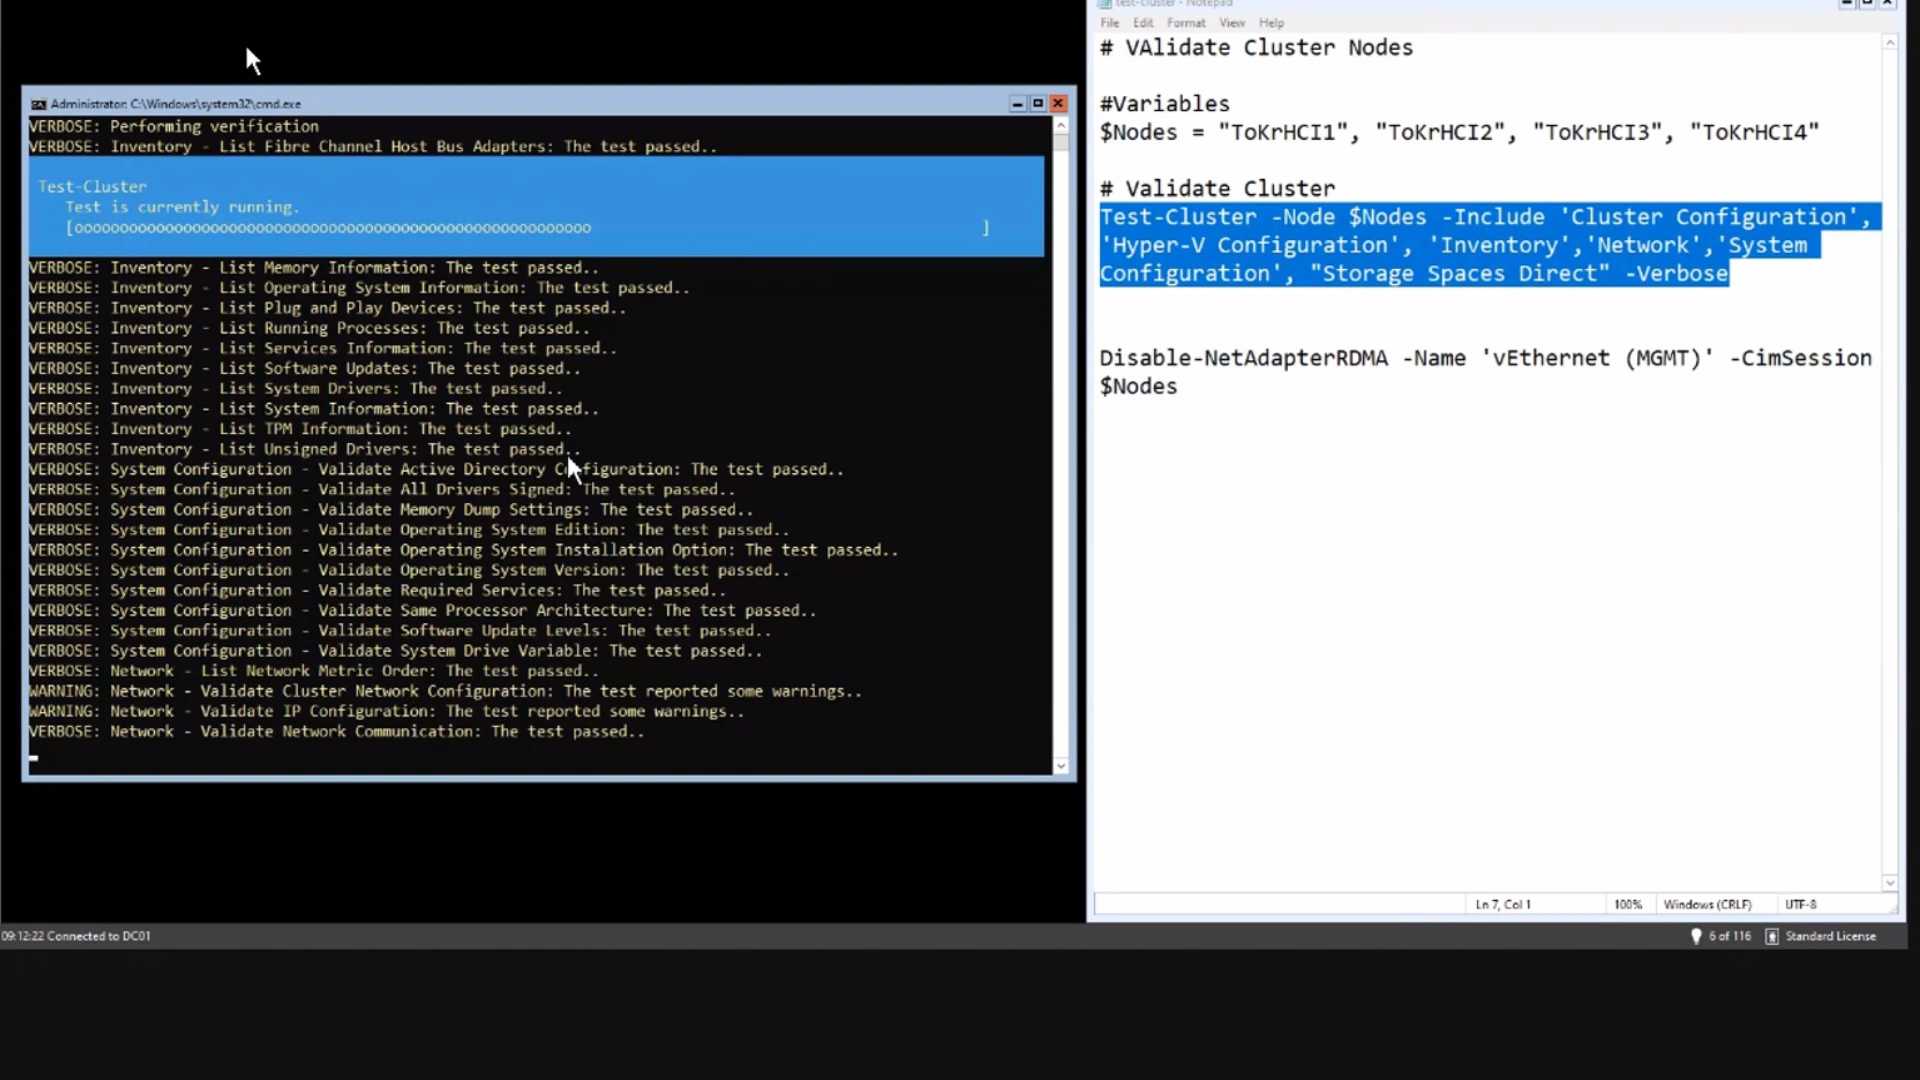 Administrator: C:\Windows\system32\cmd.exe
VERBOSE: Performing verification
VERBOSE: Inventory - List Fibre Channel Host Bus Adapters: The test passed..
Test-Cluster
Test is currently running.
[ooooooooooooooooooooooooooooooooooooooooooooooooooooooooo ]
VERBOSE: Inventory - List Memory Information: The test passed..
VERBOSE: Inventory - List Operating System Information: The test passed..
VERBOSE: Inventory - List Plug and Play Devices: The test passed..
VERBOSE: Inventory - List Running Processes: The test passed..
VERBOSE: Inventory - List Services Information: The test passed..
VERBOSE: Inventory - List Software Updates: The test passed..
VERBOSE: Inventory - List System Drivers: The test passed..
VERBOSE: Inventory - List System Information: The test passed..
VERBOSE: Inventory - List TPM Information: The test passed..
VERBOSE: Inventory - List Unsigned Drivers: The test passed..
VERBOSE: System Configuration - Validate Active Directory Configuration: The test passed..
VERBOSE: System Configuration - Validate All Drivers Signed: The test passed..
VERBOSE: System Configuration - Validate Memory Dump Settings: The test passed..
VERBOSE: System Configuration - Validate Operating System Edition: The test passed..
VERBOSE: System Configuration - Validate Operating System Installation Option: The test passed..
VERBOSE: System Configuration - Validate Operating System Version: The test passed..
VERBOSE: System Configuration - Validate Required Services: The test passed..
VERBOSE: System Configuration - Validate Same Processor Architecture: The test passed..
VERBOSE: System Configuration - Validate Software Update Levels: The test passed..
VERBOSE: System Configuration - Validate System Drive Variable: The test passed..
VERBOSE: Network - List Network Metric Order: The test passed..
WARNING: Network - Validate Cluster Network Configuration: The test reported some warnings..
WARNING: Network - Validate IP Configuration: The test reported some warnings..
VERBOSE: Network - Validate Network Communication: The test passed..
test-cluster - Notepad
File Edit Format View Help
# VAlidate Cluster Nodes
#Variables
$Nodes = "ToKrHCI1", "ToKrHCI2", "ToKrHCI3", "ToKrHCI4"
# Validate Cluster
Test-Cluster -Node $Nodes -Include 'Cluster Configuration',
'Hyper-V Configuration', 'Inventory','Network','System
Configuration', "Storage Spaces Direct" -Verbose
Disable-NetAdapterRDMA -Name 'vEthernet (MGMT)' -CimSession
$Nodes
Ln 7, Col 1 100% Windows (CRLF) UTF-8
09:12:22 Connected to DC01 6 of 116 Standard License